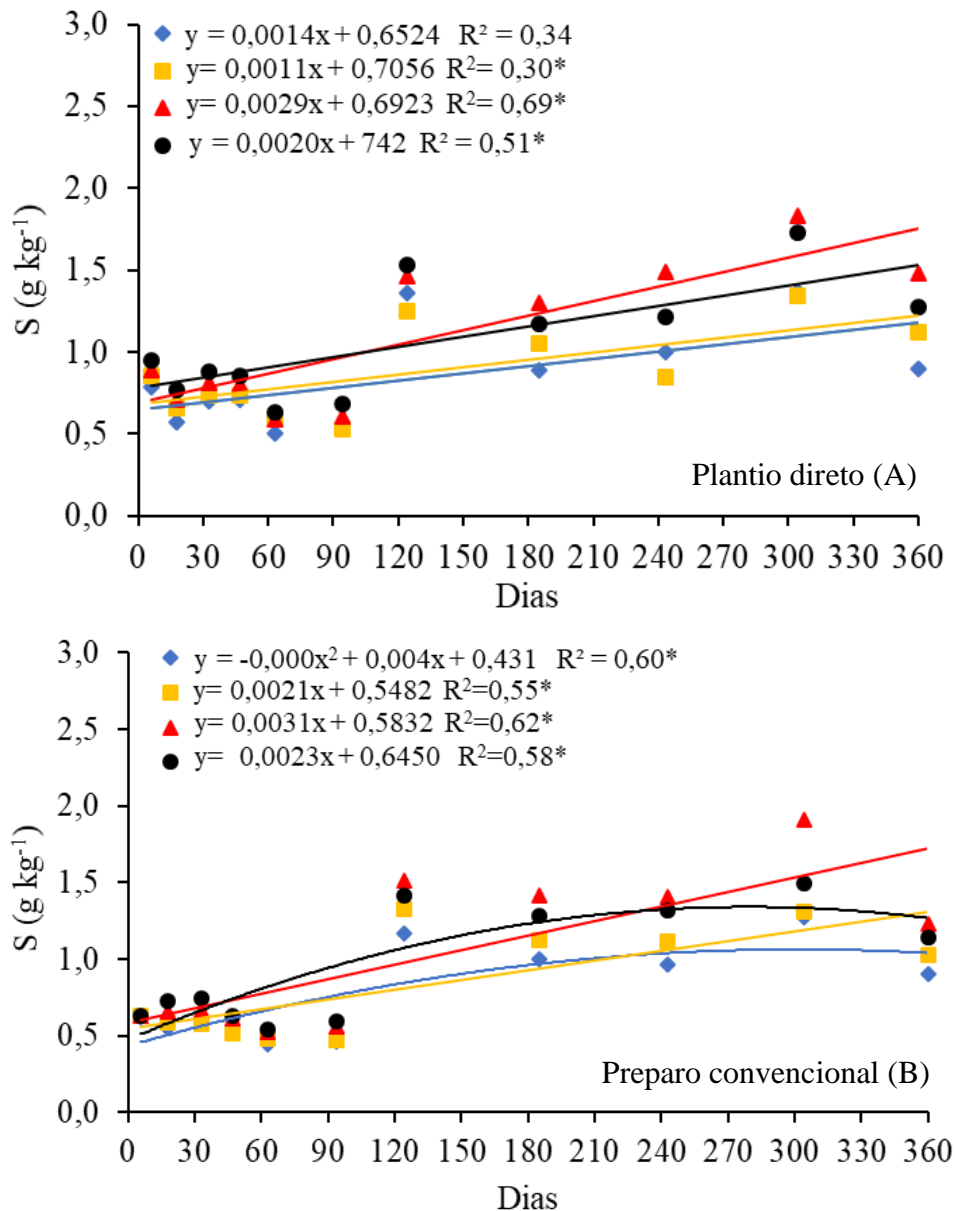 3,0
y = 0,0014x + 0,6524 R² = 0,34
y= 0,0011x + 0,7056 R²= 0,30*
2,5
y= 0,0029x + 0,6923 R²= 0,69*
y = 0,0020x + 742 R² = 0,51*
2,0
S (g kg⁻¹)
1,5
1,0
0,5
Plantio direto (A)
0,0
0 30 60 90 120 150 180 210 240 270 300 330 360
Dias
3,0
y = -0,000x² + 0,004x + 0,431 R² = 0,60*
y= 0,0021x + 0,5482 R²=0,55*
2,5
y= 0,0031x + 0,5832 R²=0,62*
y= 0,0023x + 0,6450 R²=0,58*
2,0
S (g kg⁻¹)
1,5
1,0
0,5
Preparo convencional (B)
0,0
0 30 60 90 120 150 180 210 240 270 300 330 360
Dias